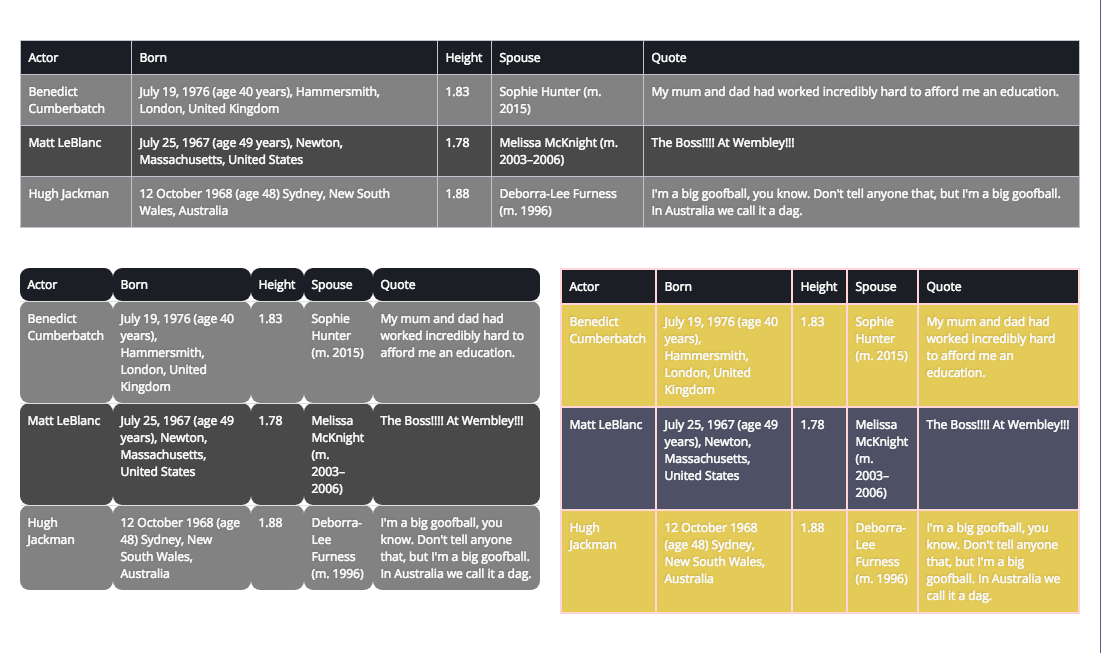 Actor Born Height Spouse Quote
Benedict July 19, 1976 (age 40 years), Hammersmith, 1.83 Sophie Hunter (m. My mum and dad had worked incredibly hard to afford me an education.
Cumberbatch London, United Kingdom 2015)
Matt LeBlanc July 25, 1967 (age 49 years), Newton, 1.78 Melissa McKnight (m. The Boss!!!! At Wembley!!!
Massachusetts, United States 2003–2006)
Hugh Jackman 12 October 1968 (age 48) Sydney, New South 1.88 Deborra-Lee Furness I'm a big goofball, you know. Don't tell anyone that, but I'm a big goofball.
Wales, Australia (m. 1996) In Australia we call it a dag.
Actor Born Height Spouse Quote
Benedict July 19, 1976 (age 40 1.83 Sophie My mum and dad had
Cumberbatch years), Hunter worked incredibly hard to
Hammersmith, (m. 2015) afford me an education.
London, United
Kingdom
Matt LeBlanc July 25, 1967 (age 49 1.78 Melissa The Boss!!!! At Wembley!!!
years), Newton, McKnight
Massachusetts, (m.
United States 2003–
2006)
Hugh 12 October 1968 (age 1.88 Deborra- I'm a big goofball, you
Jackman 48) Sydney, New Lee know. Don't tell anyone
South Wales, Furness that, but I'm a big goofball.
Australia (m. 1996) In Australia we call it a dag.
Actor Born Height Spouse Quote
Benedict July 19, 1976 (age 40 1.83 Sophie My mum and dad had
Cumberbatch years), Hunter worked incredibly hard
Hammersmith, (m. 2015) to afford me an
London, United education.
Kingdom
Matt LeBlanc July 25, 1967 (age 49 1.78 Melissa The Boss!!!! At Wembley!!!
years), Newton, McKnight
Massachusetts, (m.
United States 2003–
2006)
Hugh 12 October 1968 1.88 Deborra- I'm a big goofball, you
Jackman (age 48) Sydney, Lee know. Don't tell anyone
New South Wales, Furness that, but I'm a big
Australia (m. 1996) goofball. In Australia we
call it a dag.